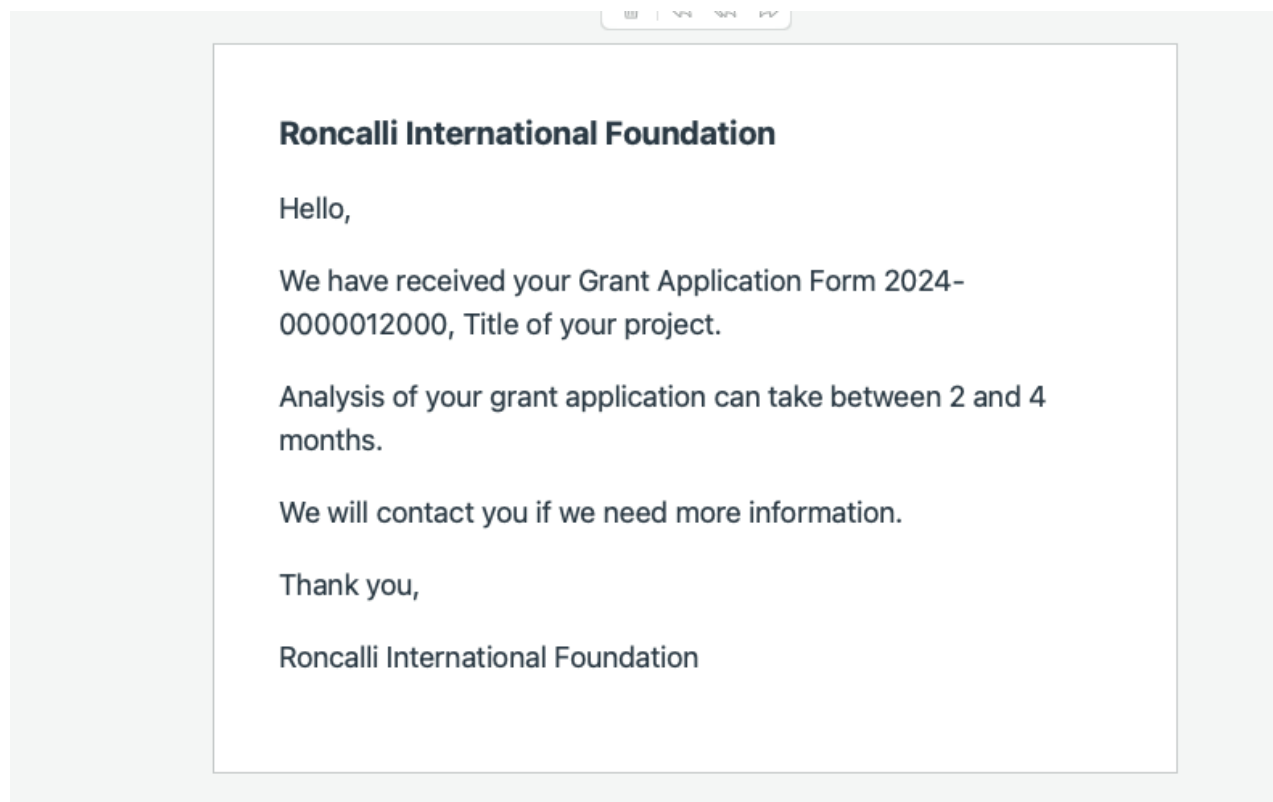 Roncalli International Foundation
Hello,
We have received your Grant Application Form 2024-
0000012000, Title of your project.
Analysis of your grant application can take between 2 and 4
months.
We will contact you if we need more information.
Thank you,
Roncalli International Foundation